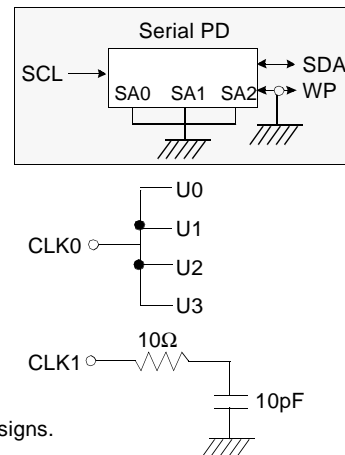 Serial PD
SCL
SDA
SA0 SA1 SA2
WP
U0
U1
CLK0
U2
U3
10Ω
CLK1
10pF
signs.